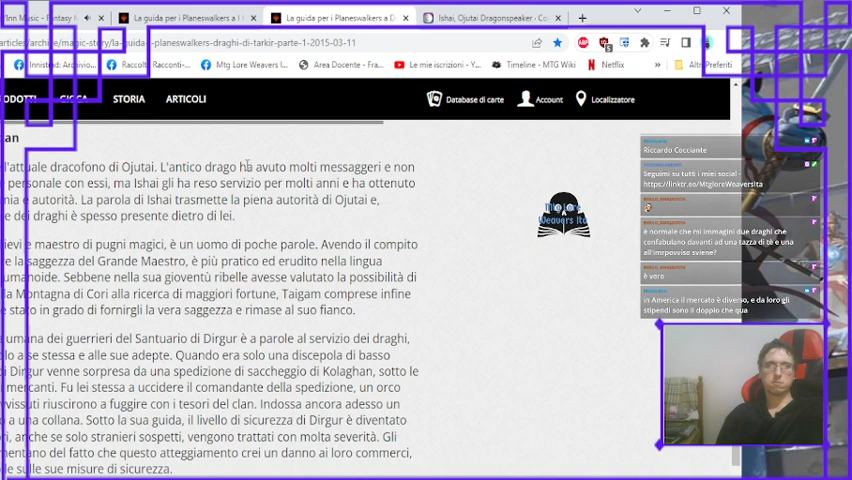 Inn Music - Fantasy
La guida per i Planeswalkers a
La guida per i Planeswalkers a D
Ishai, Ojutai Dragonspeaker · Co
articles/archive/magic-story/la-guida- -planeswalkers-draghi-di-tarkir-parte-1-2015-03-11
Innistrad: Episodio...
Raccolt Racconti-...
Mtg Lore Weavers I...
Area Docente - Fra...
Le mie iscrizioni - Y...
Timeline - MTG Wiki
Netflix
»
Altri Preferiti
ODOTTI
GIOCA
STORIA
ARTICOLI
Database di carte
Account
Localizzatore
an
l'attuale dracofono di Ojutai. L'antico drago ha avuto molti messaggeri e non
personale con essi, ma Ishai gli ha reso servizio per molti anni e ha ottenuto
nia e autorità. La parola di Ishai trasmette la piena autorità di Ojutai e,
e dei draghi è spesso presente dietro di lei.
ievi e maestro di pugni magici, è un uomo di poche parole. Avendo il compito
re la saggezza del Grande Maestro, è più pratico ed erudito nella lingua
umanoide. Sebbene nella sua gioventù ribelle avesse valutato la possibilità di
la Montagna di Cori alla ricerca di maggiori fortune, Taigam comprese infine
e stato in grado di fornirgli la vera saggezza e rimase al suo fianco.
a umana dei guerrieri del Santuario di Dirgur è a parole al servizio dei draghi,
olo a se stessa e alle sue adepte. Quando era solo una discepola di basso
di Dirgur venne sorpresa da una spedizione di saccheggio di Kolaghan, sotto le
i mercanti. Fu lei stessa a uccidere il comandante della spedizione, un orco
vvissuti riuscirono a fuggire con i tesori del clan. Indossa ancora adesso un
o a una collana. Sotto la sua guida, il livello di sicurezza di Dirgur è diventato
ori, anche se solo stranieri sospetti, vengono trattati con molta severità. Gli
mentano del fatto che questo atteggiamento crei un danno ai loro commerci,
le sulle sue misure di sicurezza.
Mtglore
Weavers Ita
Riccardo Cocciante
Seguimi su tutti i miei social -
https://linktr.ee/MtgloreWeaversIta
è normale che mi immagini due draghi che
confabulano davanti ad una tazza di tè e una
all'improvviso sviene?
è vero
in America il mercato è diverso, e da loro gli
stipendi sono il doppio che qua